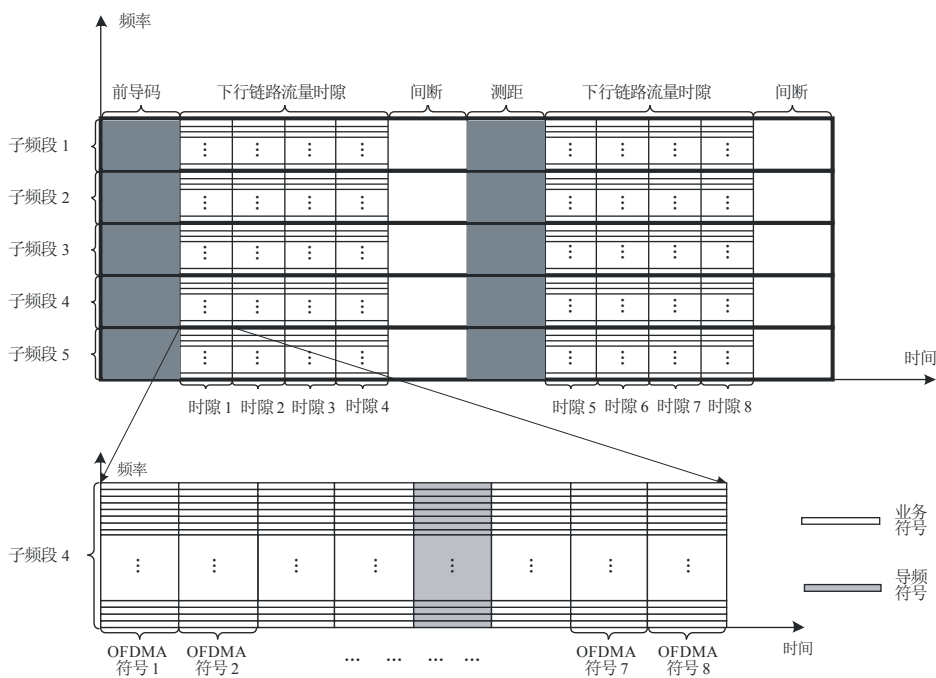 频率
前导码 下行链路流量时隙 间断 测距 下行链路流量时隙 间断
子频段 1
子频段 2
子频段 3
子频段 4
子频段 5
时间
时隙 1 时隙 2 时隙 3 时隙 4 时隙 5 时隙 6 时隙 7 时隙 8
频率
子频段 4
业务
符号
导频
符号
时间
OFDMA
符号 1
OFDMA
符号 2
... ... ... ...
OFDMA
符号 7
OFDMA
符号 8